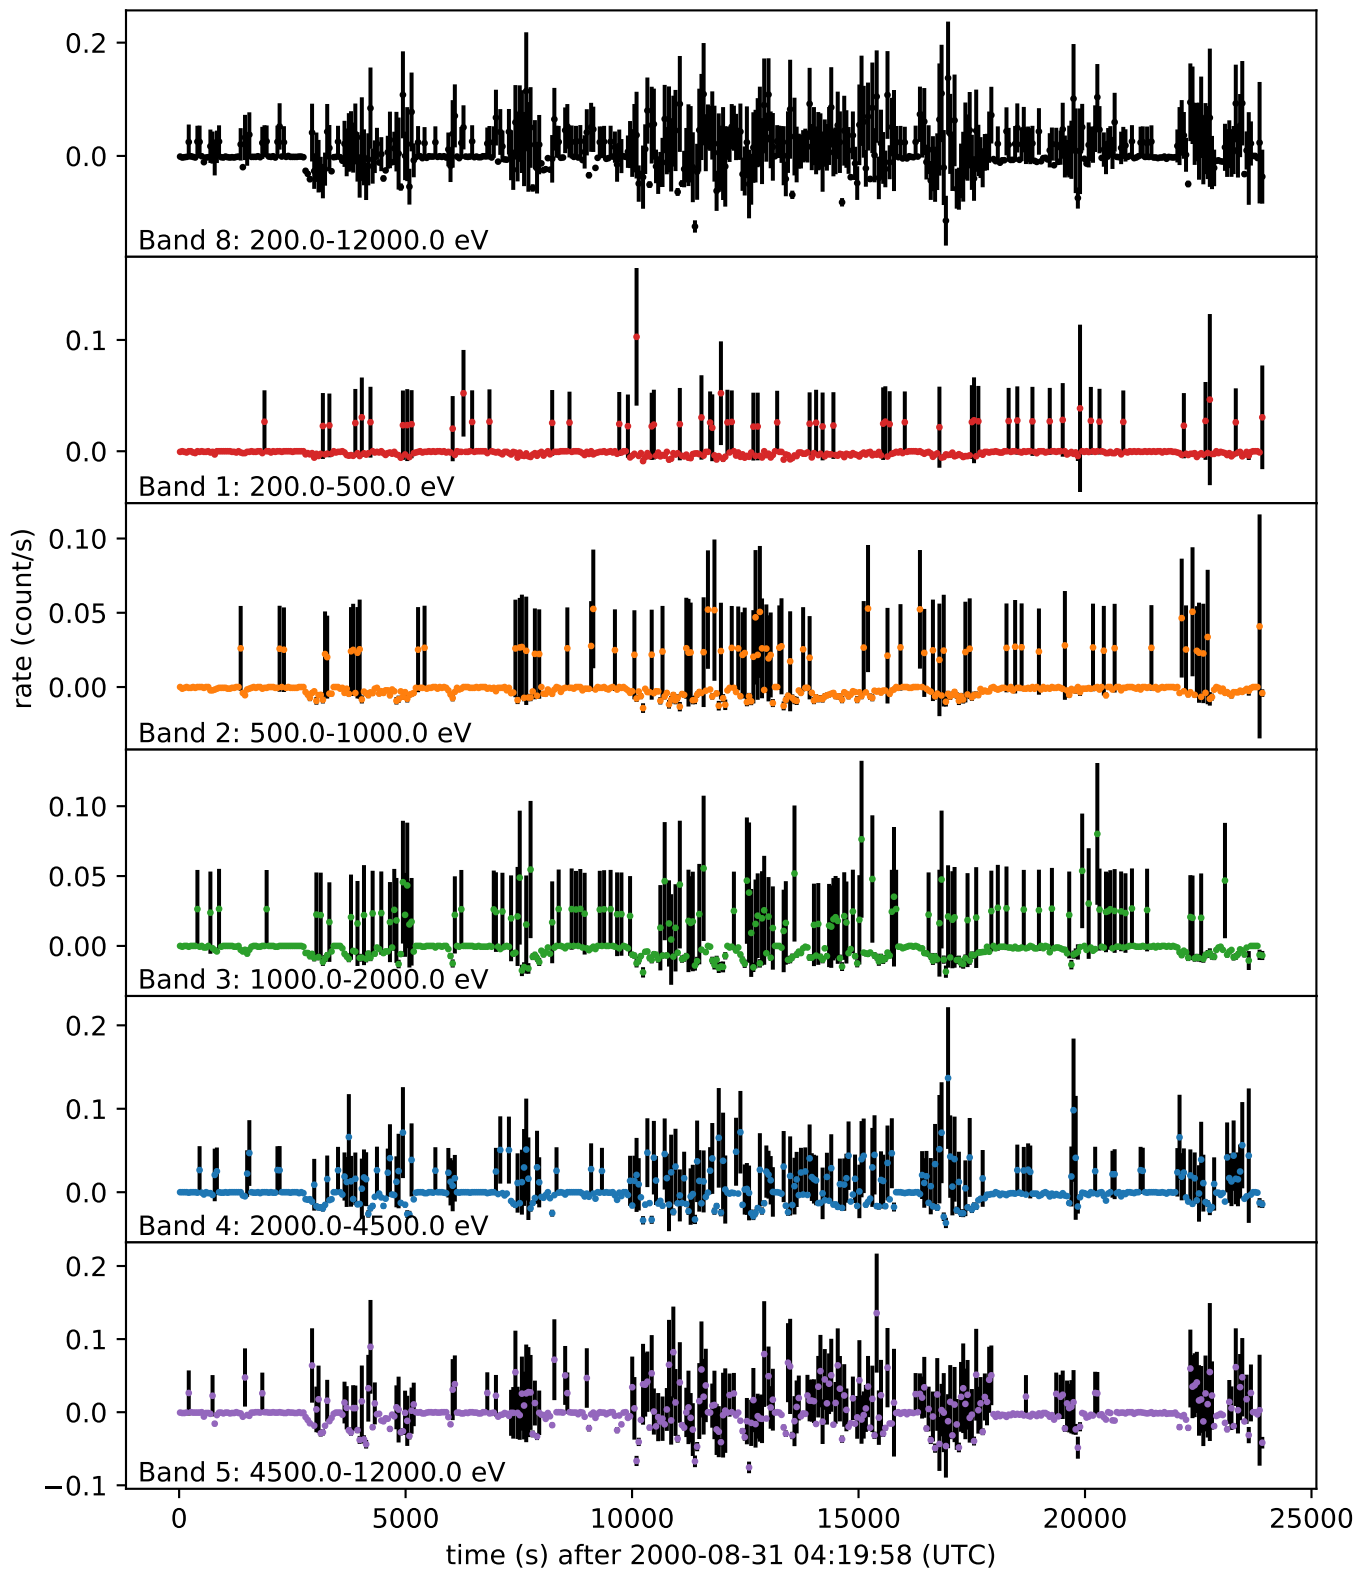 0.2
0.0
Band 8: 200.0-12000.0 eV
0.1
0.0
Band 1: 200.0-500.0 eV
rate (count/s)
0.10
0.05
0.00
Band 2: 500.0-1000.0 eV
0.10
0.05
0.00
Band 3: 1000.0-2000.0 eV
0.2
0.1
0.0
Band 4: 2000.0-4500.0 eV
0.2
0.1
0.0
−0.1
Band 5: 4500.0-12000.0 eV
0 5000 10000 15000 20000 25000
time (s) after 2000-08-31 04:19:58 (UTC)